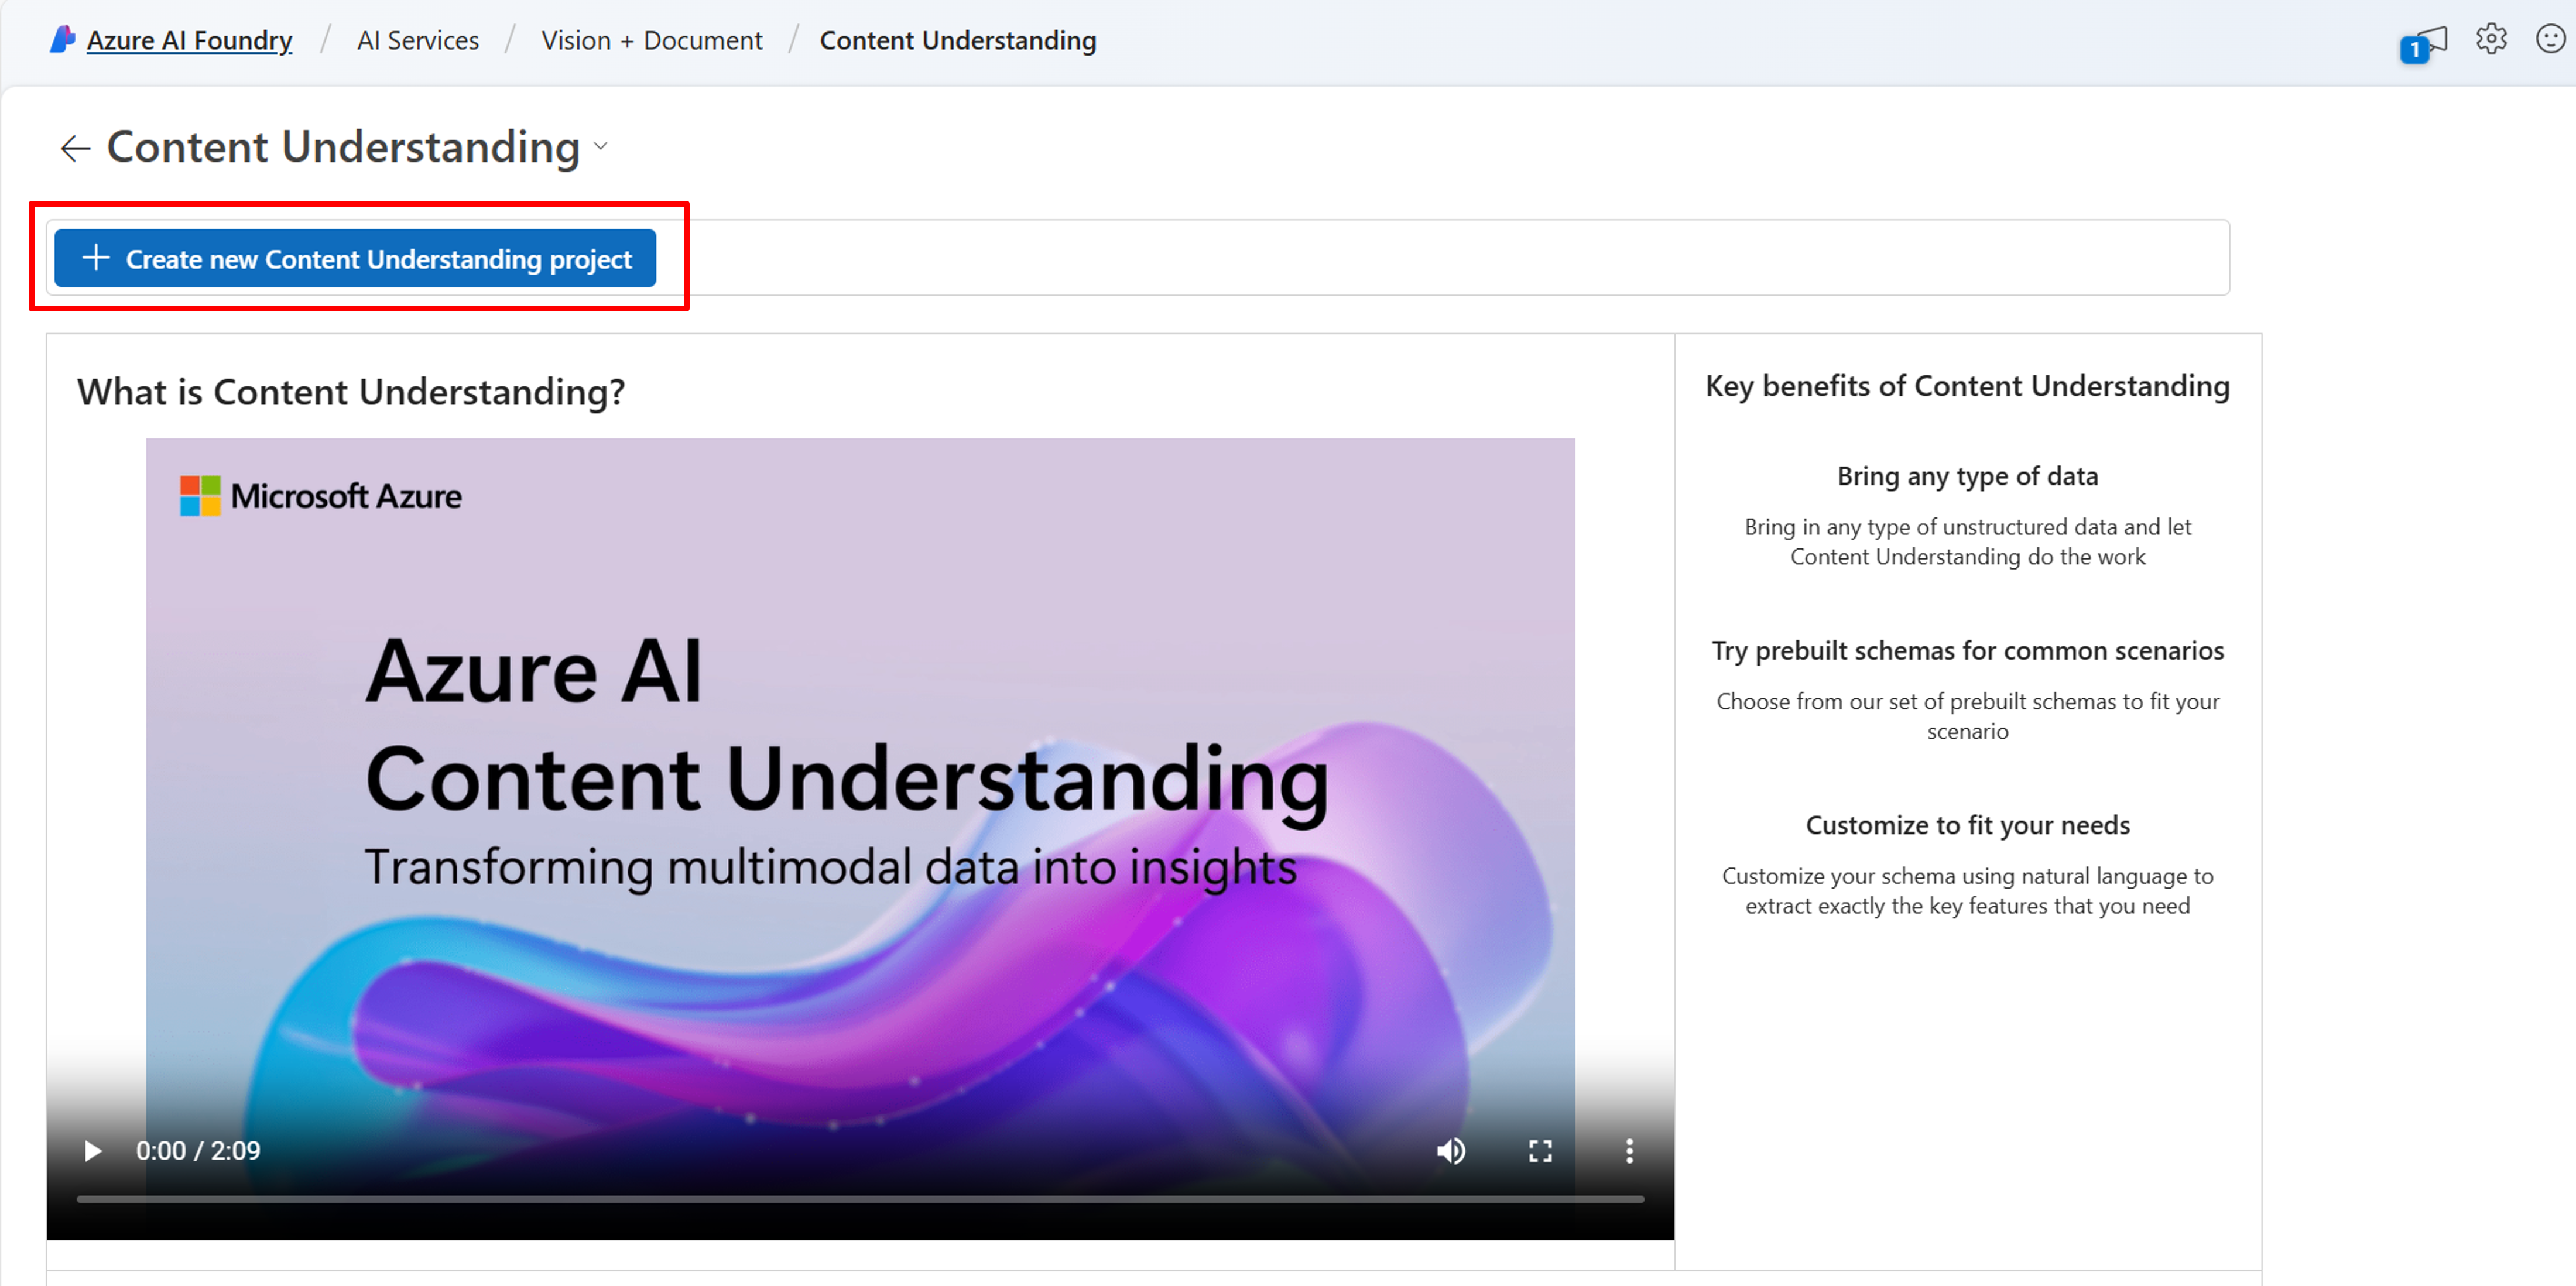 Azure AI Foundry / AI Services / Vision + Document / Content Understanding
1
Content Understanding
+ Create new Content Understanding project
What is Content Understanding?
Microsoft Azure
Azure AI
Content Understanding
Transforming multimodal data into insights
0:00 / 2:09
Key benefits of Content Understanding
Bring any type of data
Bring in any type of unstructured data and let
Content Understanding do the work
Try prebuilt schemas for common scenarios
Choose from our set of prebuilt schemas to fit your
scenario
Customize to fit your needs
Customize your schema using natural language to
extract exactly the key features that you need